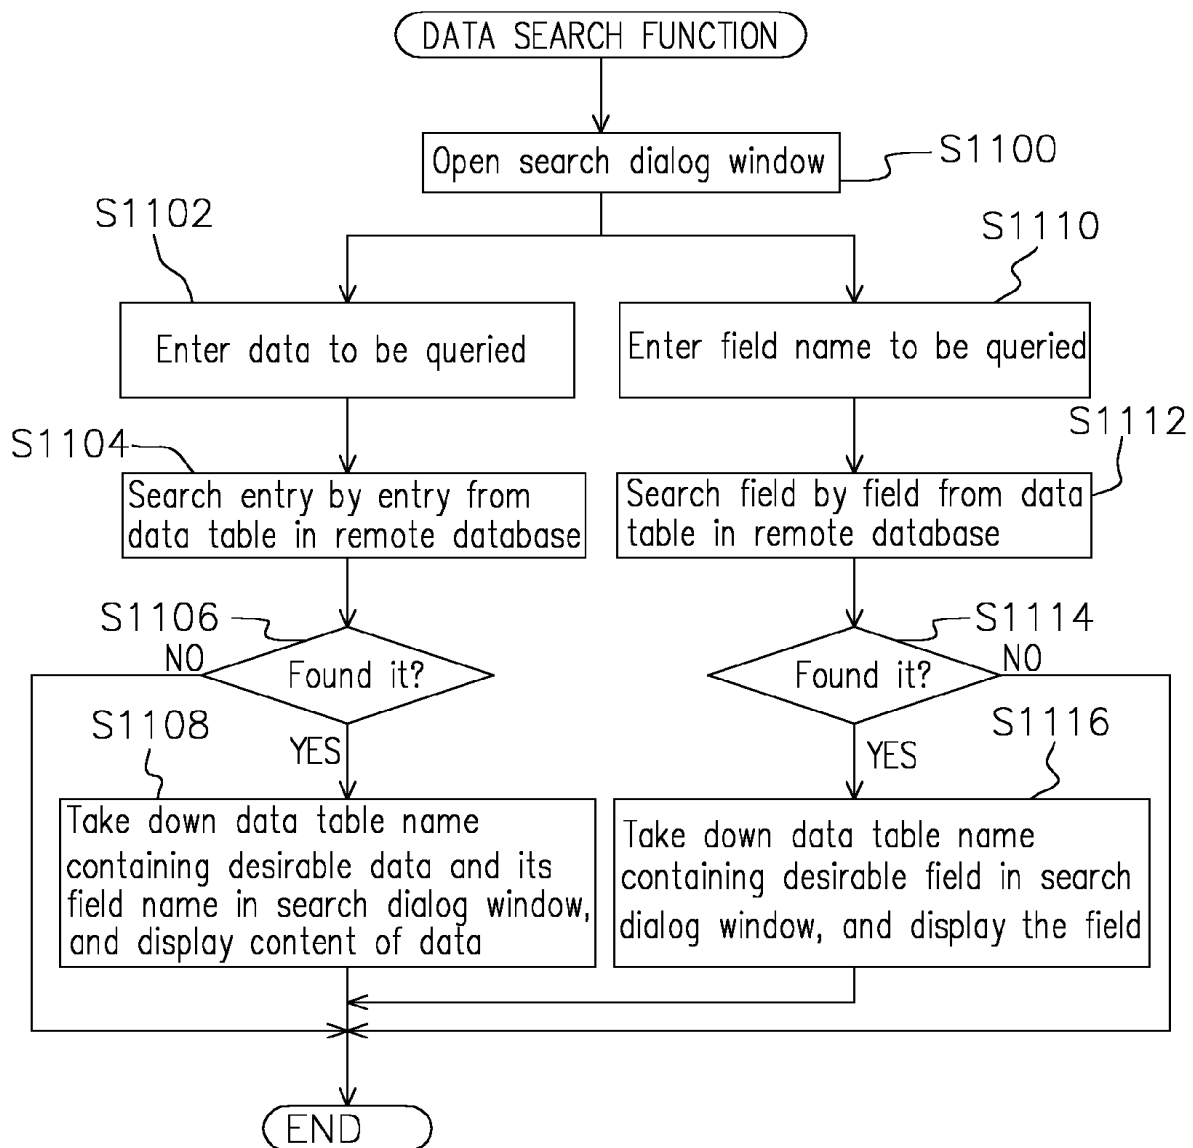 DATA SEARCH FUNCTION
Open search dialog window
S1100
S1102
S1110
Enter data to be queried
Enter field name to be queried
S1104
S1112
Search entry by entry from
data table in remote database
Search field by field from data
table in remote database
S1106
S1114
NO
Found it?
Found it?
NO
S1108
YES
S1116
YES
Take down data table name
containing desirable data and its
field name in search dialog window,
and display content of data
Take down data table name
containing desirable field in search
dialog window, and display the field
END